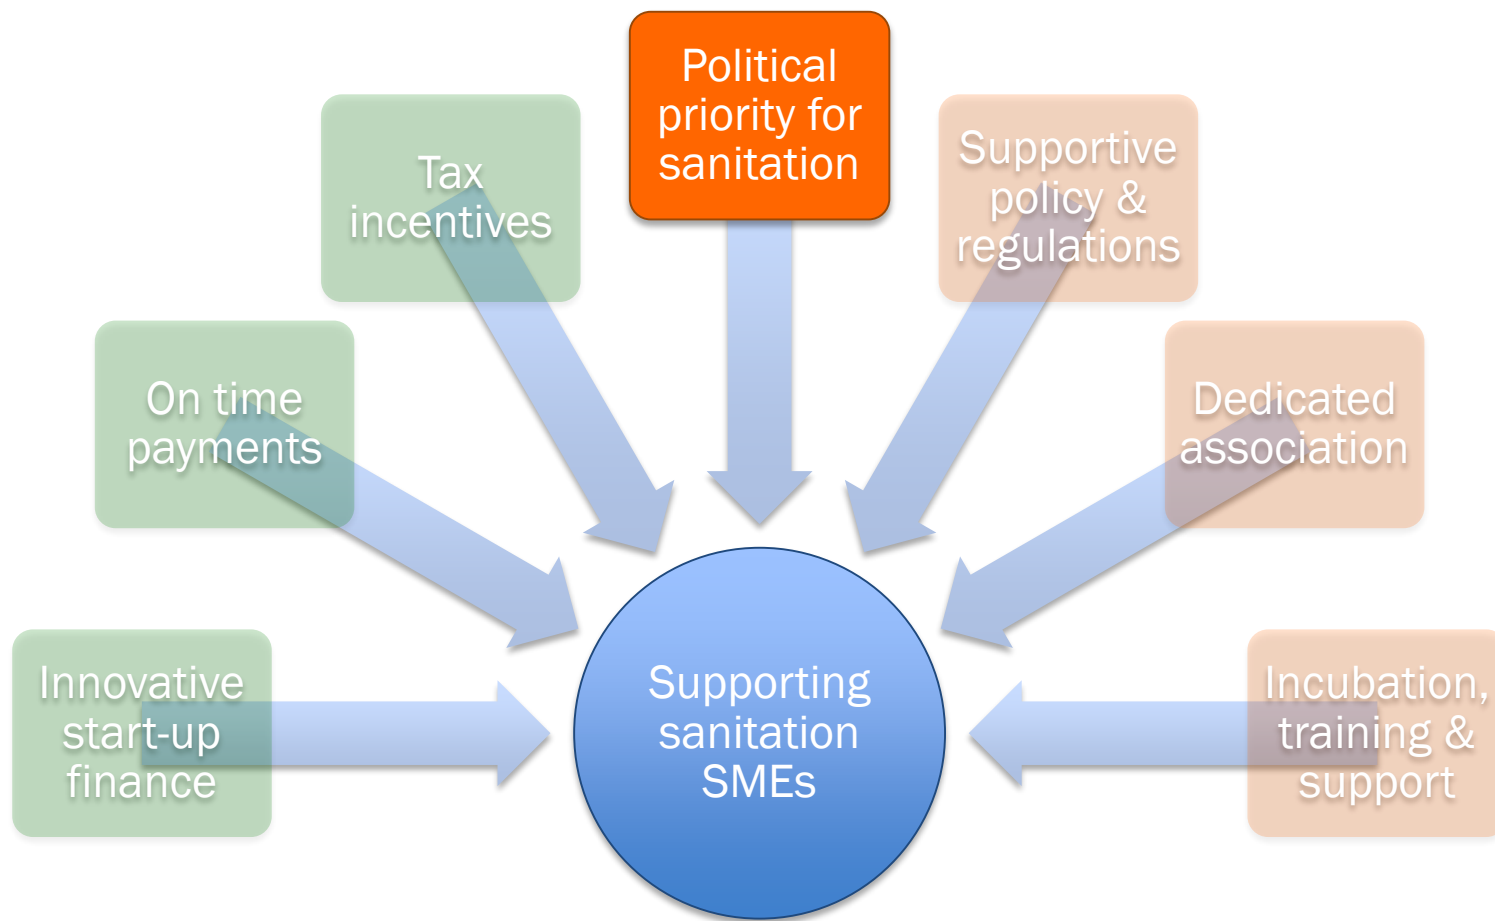 Political
priority for
sanitation
Tax
incentives
Supportive
policy &
regulations
On time
payments
Dedicated
association
Innovative
start-up
finance
Supporting
sanitation
SMEs
Incubation,
training &
support